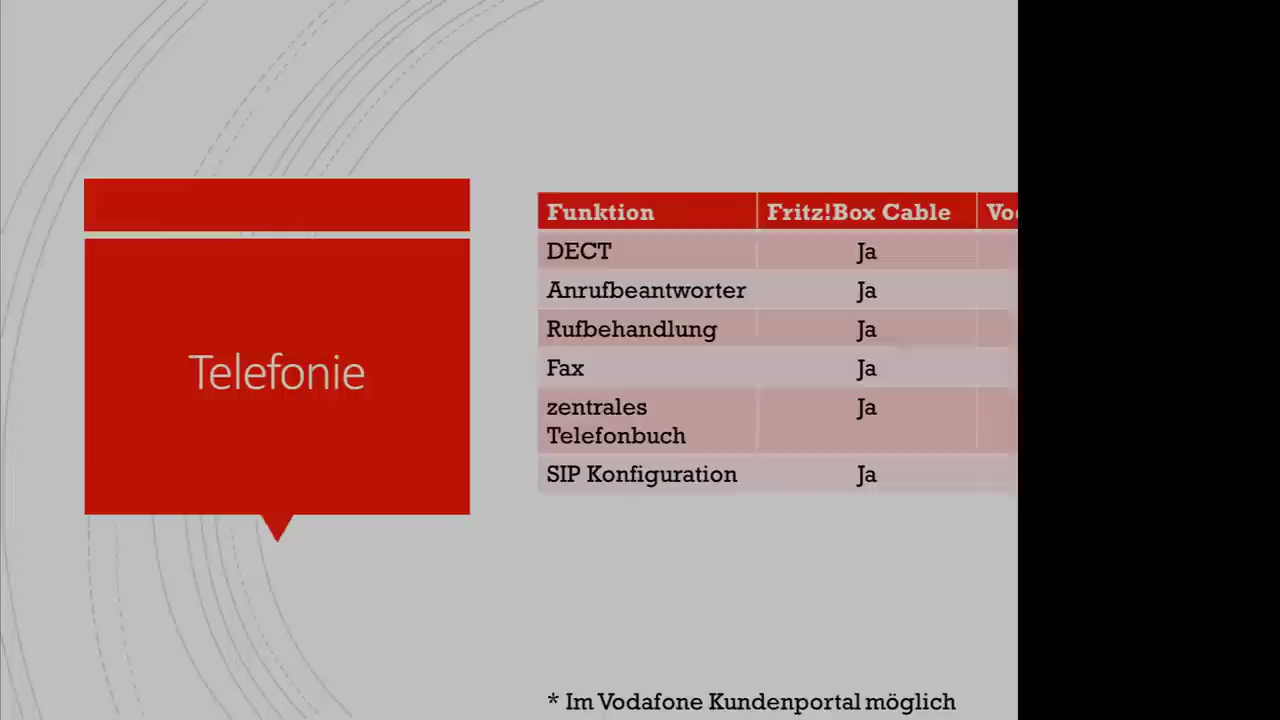 Telefonie
Funktion Fritz!Box Cable
DECT Ja
Anrufbeantworter Ja
Rufbehandlung Ja
Fax Ja
zentrales Ja
Telefonbuch
SIP Konfiguration Ja
* Im Vodafone Kundenportal möglich